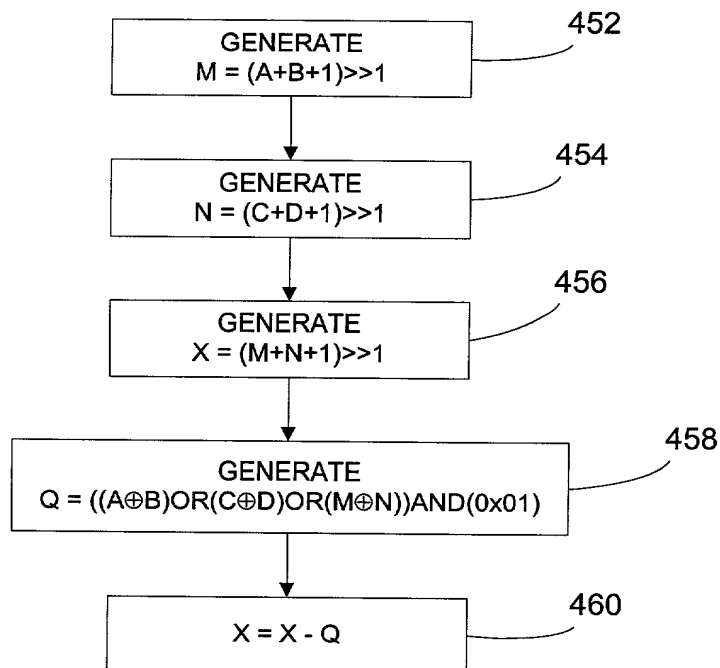 452
GENERATE
M = (A+B+1)>>1
454
GENERATE
N = (C+D+1)>>1
456
GENERATE
X = (M+N+1)>>1
458
GENERATE
Q = ((A⊕B)OR(C⊕D)OR(M⊕N))AND(0x01)
460
X = X - Q